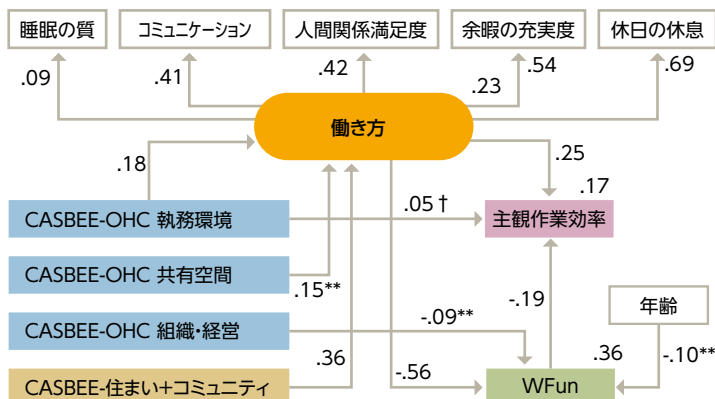 睡眠の質
コミュニケーション
人間関係満足度
余暇の充実度
休日の休息
.09
.41
.42
.23
.54
.69
働き方
.18
.25
.17
CASBEE-OHC 執務環境
.05 †
主観作業効率
CASBEE-OHC 共有空間
.15**
-.19
年齢
CASBEE-OHC 組織・経営
-.09**
.36
.36
-.10**
CASBEE-住まい+コミュニティ
-.56
WFun